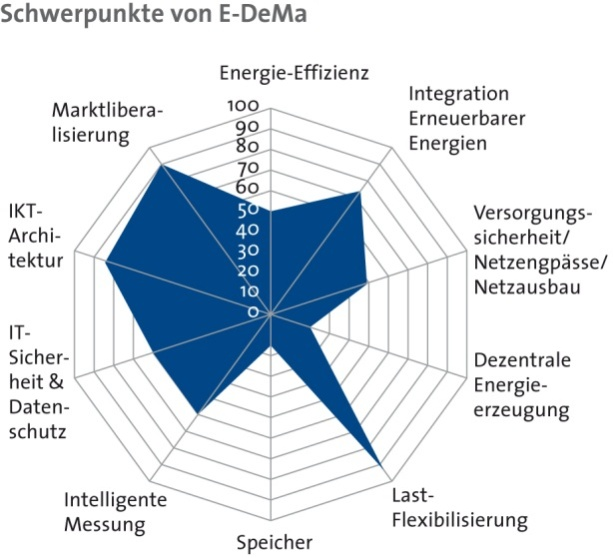 Schwerpunkte von E-DeMa
Energie-Effizienz
Integration
Erneuerbarer
Energien
Marktlibera-
lisierung
100
90
80
70
60
50
40
30
20
10
0
IKT-
Archi-
tektur
Versorgungs-
sicherheit/
Netzengpässe/
Netzausbau
IT-
Sicher-
heit &
Daten-
schutz
Dezentrale
Energie-
erzeugung
Intelligente
Messung
Last-
Flexibilisierung
Speicher